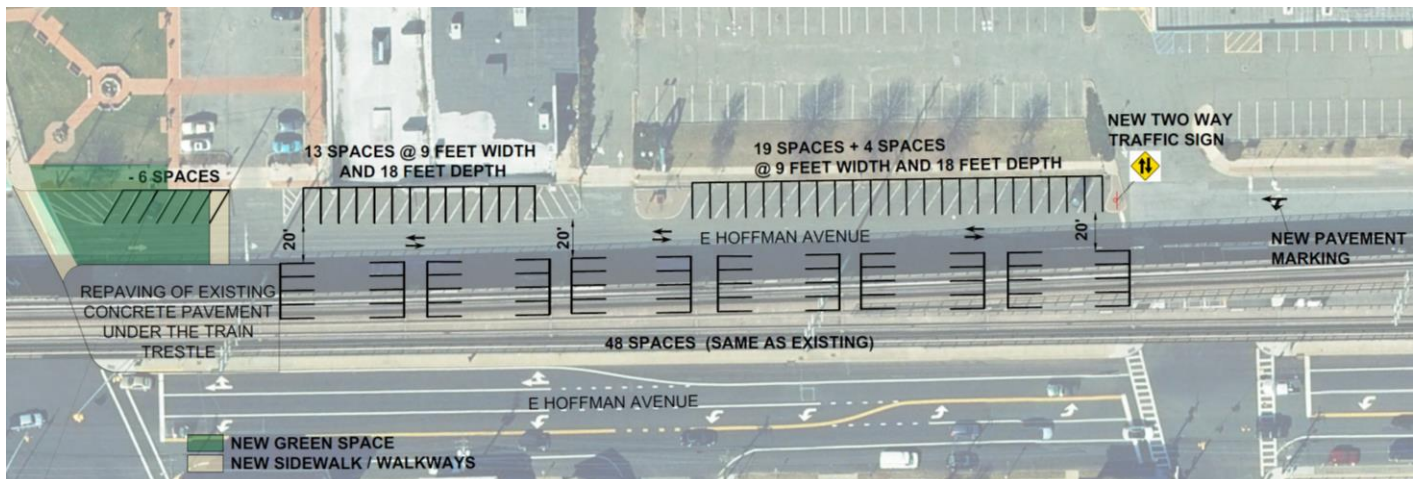 13 SPACES @ 9 FEET WIDTH
AND 18 FEET DEPTH
- 6 SPACES
19 SPACES + 4 SPACES
@ 9 FEET WIDTH AND 18 FEET DEPTH
NEW TWO WAY
TRAFFIC SIGN
20'
20'
20'
E HOFFMAN AVENUE
NEW PAVEMENT
MARKING
REPAVING OF EXISTING
CONCRETE PAVEMENT
UNDER THE TRAIN
TRESTLE
48 SPACES (SAME AS EXISTING)
E HOFFMAN AVENUE
NEW GREEN SPACE
NEW SIDEWALK / WALKWAYS